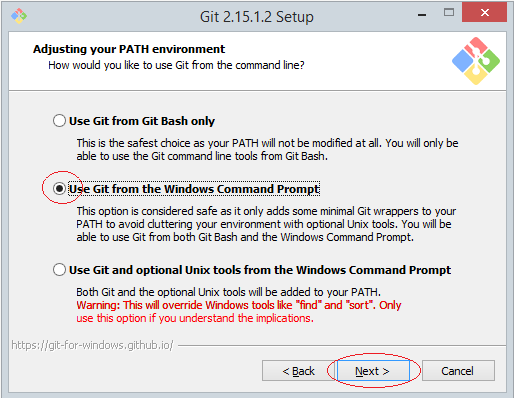 Git 2.15.1.2 Setup
Adjusting your PATH environment
How would you like to use Git from the command line?
Use Git from Git Bash only
This is the safest choice as your PATH will not be modified at all. You will only be
able to use the Git command line tools from Git Bash.
Use Git from the Windows Command Prompt
This option is considered safe as it only adds some minimal Git wrappers to your
PATH to avoid cluttering your environment with optional Unix tools. You will be
able to use Git from both Git Bash and the Windows Command Prompt.
Use Git and optional Unix tools from the Windows Command Prompt
Both Git and the optional Unix tools will be added to your PATH.
Warning: This will override Windows tools like "find" and "sort". Only
use this option if you understand the implications.
https://git-for-windows.github.io/
< Back
Next >
Cancel